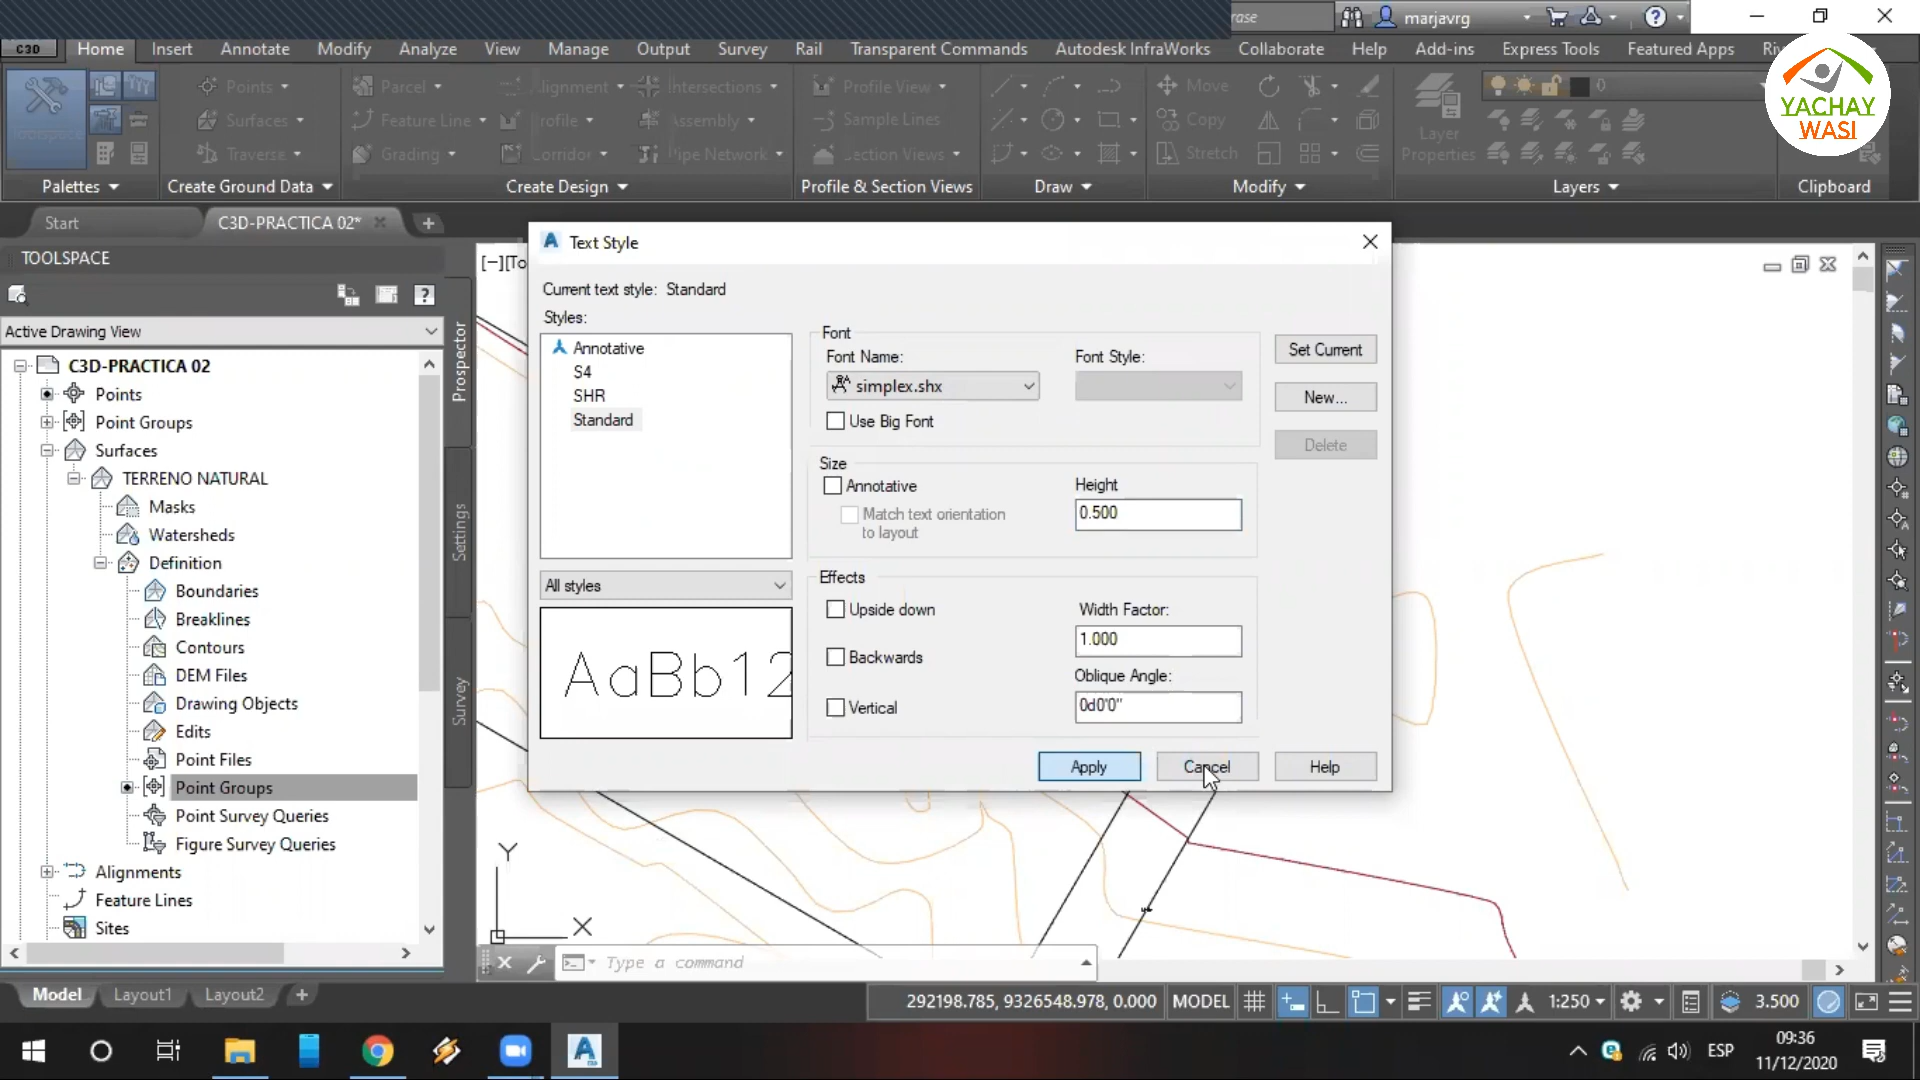 rase
marjavrg
C3D
Home Insert Annotate Modify Analyze View Manage Output Survey Rail Transparent Commands Autodesk InfraWorks Collaborate Help Add-ins Express Tools Featured Apps
YACHAY
WASI
Points Parcel Intersections Profile View Move 0
Surfaces Feature Line Assembly Sample Lines Copy Layer
Traverse Grading Pipe Network Section Views Stretch Properties
Palettes Create Ground Data Create Design Profile & Section Views Draw Modify Layers Clipboard
Start C3D-PRACTICA 02*
TOOLSPACE
Active Drawing View
C3D-PRACTICA 02
Points
Point Groups
Surfaces
TERRENO NATURAL
Masks
Watersheds
Definition
Boundaries
Breaklines
Contours
DEM Files
Drawing Objects
Edits
Point Files
Point Groups
Point Survey Queries
Figure Survey Queries
Alignments
Feature Lines
Sites
Prospector
Settings
Survey
[−][To
Text Style
Current text style: Standard
Styles:
Annotative
S4
SHR
Standard
All styles
AaBb12
Font
Font Name:
simplex.shx
Font Style:
Use Big Font
Size
Annotative
Match text orientation
to layout
Height
0.500
Effects
Upside down
Backwards
Vertical
Width Factor:
1.000
Oblique Angle:
0d0'0"
Set Current
New...
Delete
Apply Cancel Help
Y
X
Type a command
Model Layout1 Layout2
292198.785, 9326548.978, 0.000 MODEL 1:250 3.500
ESP
09:36
11/12/2020